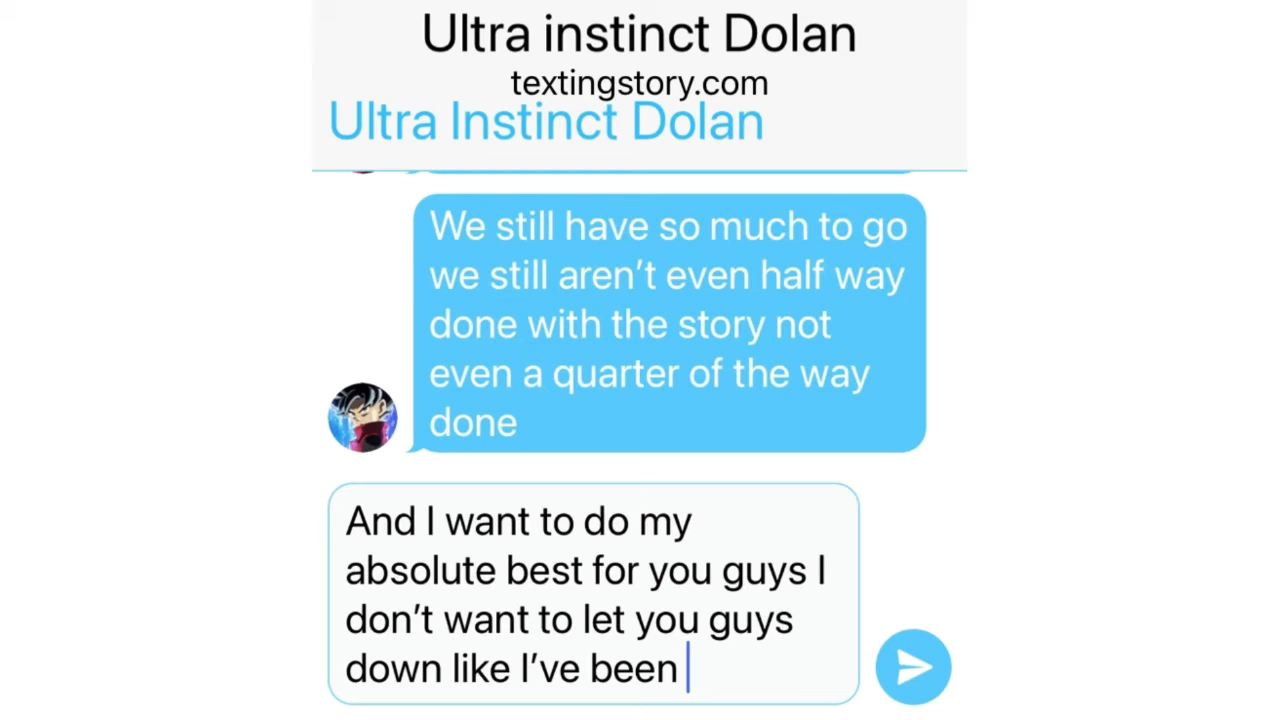 Ultra instinct Dolan
textingstory.com
Ultra Instinct Dolan
We still have so much to go
we still aren’t even half way
done with the story not
even a quarter of the way
done
And I want to do my
absolute best for you guys I
don’t want to let you guys
down like I’ve been